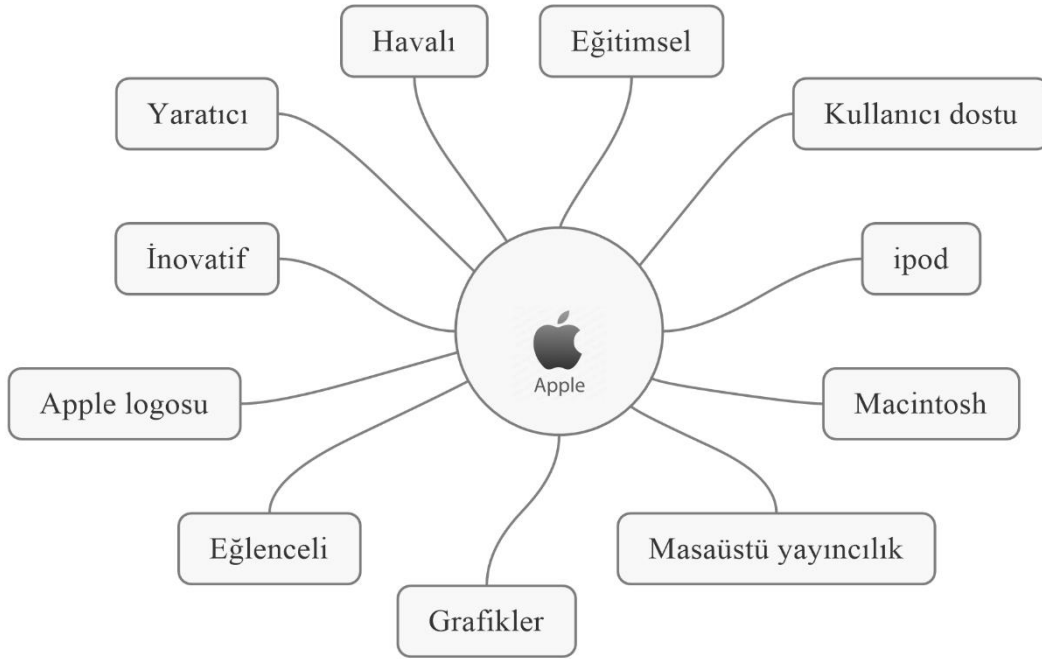 Havalı
Eğitimsel
Yaratıcı
Kullanıcı dostu
İnovatif
ipod
Apple
Apple logosu
Macintosh
Eğlenceli
Masaüstü yayıncılık
Grafikler